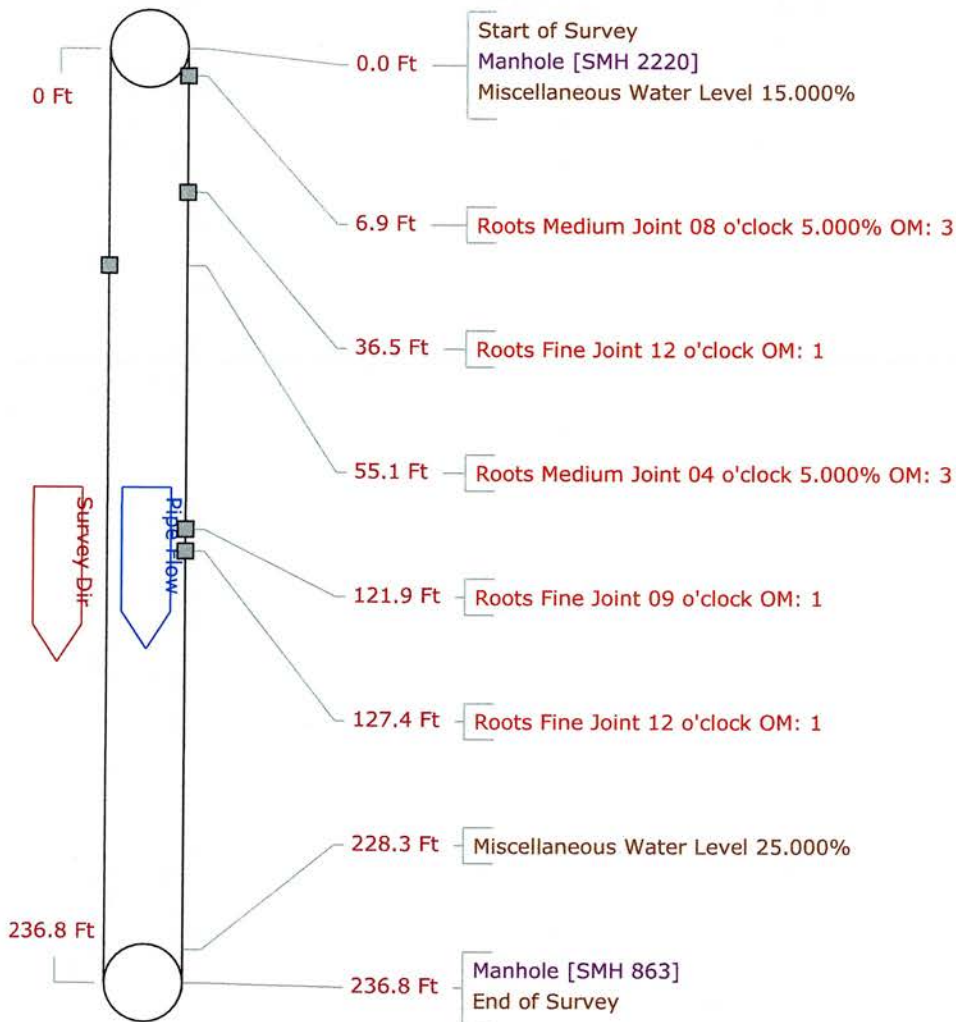 0 Ft
0.0 Ft
Start of Survey
Manhole [SMH 2220]
Miscellaneous Water Level 15.000%
6.9 Ft
Roots Medium Joint 08 o'clock 5.000% OM: 3
36.5 Ft
Roots Fine Joint 12 o'clock OM: 1
55.1 Ft
Roots Medium Joint 04 o'clock 5.000% OM: 3
Survey Dir
Pipe Flow
121.9 Ft
Roots Fine Joint 09 o'clock OM: 1
127.4 Ft
Roots Fine Joint 12 o'clock OM: 1
228.3 Ft
Miscellaneous Water Level 25.000%
236.8 Ft
236.8 Ft
Manhole [SMH 863]
End of Survey